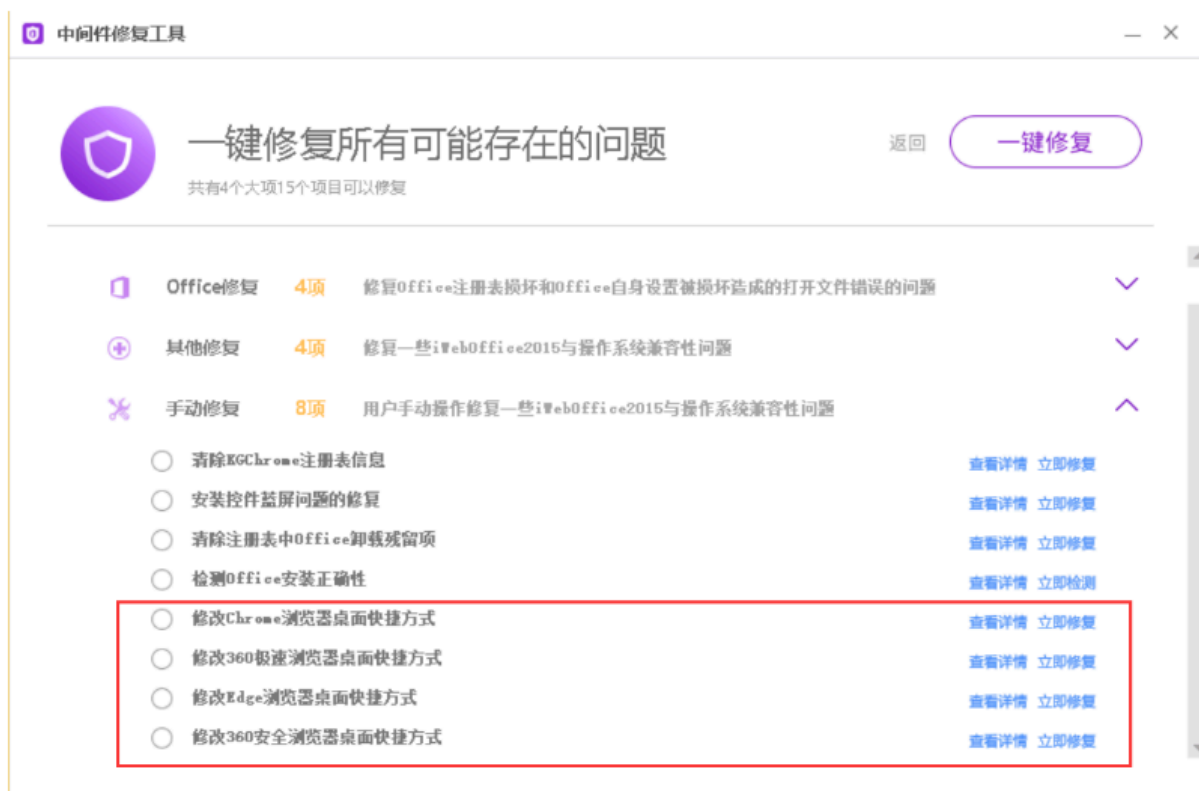 中间件修复工具
一键修复所有可能存在的问题
返回
一键修复
共有4个大项15个项目可以修复
Office修复 4项 修复Office注册表损坏和Office自身设置被损坏造成的打开文件错误的问题
其他修复 4项 修复一些iWebOffice2015与操作系统兼容性问题
手动修复 8项 用户手动操作修复一些iWebOffice2015与操作系统兼容性问题
清除KGChrome注册表信息 查看详情 立即修复
安装控件蓝屏问题的修复 查看详情 立即修复
清除注册表中Office卸载残留项 查看详情 立即修复
检测Office安装正确性 查看详情 立即检测
修改Chrome浏览器桌面快捷方式 查看详情 立即修复
修改360极速浏览器桌面快捷方式 查看详情 立即修复
修改Edge浏览器桌面快捷方式 查看详情 立即修复
修改360安全浏览器桌面快捷方式 查看详情 立即修复